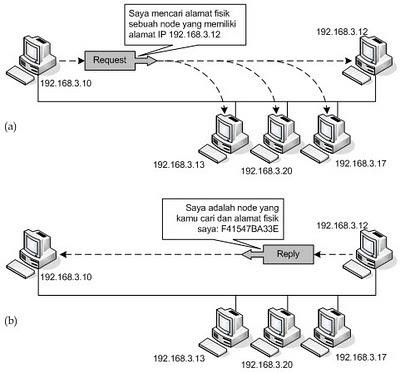 Saya mencari alamat fisik
sebuah node yang memiliki
alamat IP 192.168.3.12
192.168.3.12
Request
192.168.3.10
(a)
192.168.3.13
192.168.3.20
192.168.3.17
Saya adalah node yang
kamu cari dan alamat fisik
saya: F41547BA33E
192.168.3.12
Reply
192.168.3.10
(b)
192.168.3.13
192.168.3.20
192.168.3.17